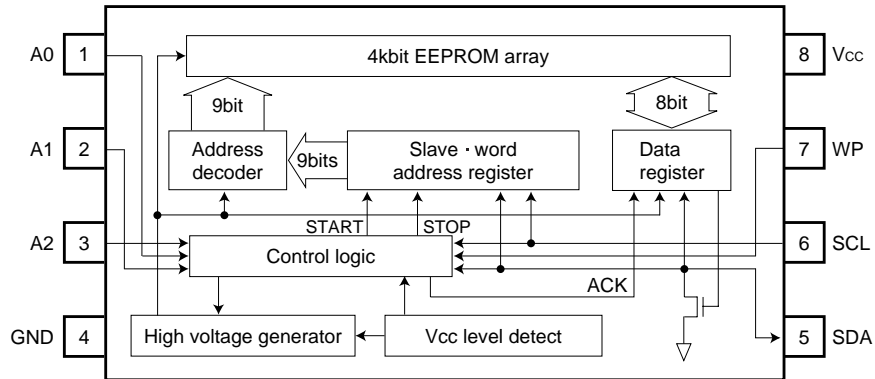 A0 1
4kbit EEPROM array
8 Vcc
9bit
8bit
A1 2
Address
decoder
9bits
Slave・word
address register
Data
register
7 WP
START
STOP
A2 3
Control logic
6 SCL
ACK
GND 4
High voltage generator
Vcc level detect
5 SDA